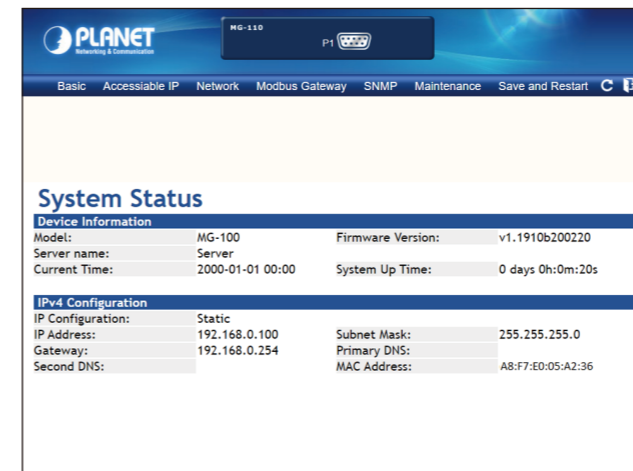 PLANET
Networking & Communication
MG-110
P1
Basic Accessiable IP Network Modbus Gateway SNMP Maintenance Save and Restart
System Status
Device Information
Model: MG-100 Firmware Version: v1.1910b200220
Server name: Server
Current Time: 2000-01-01 00:00 System Up Time: 0 days 0h:0m:20s
IPv4 Configuration
IP Configuration: Static
IP Address: 192.168.0.100 Subnet Mask: 255.255.255.0
Gateway: 192.168.0.254 Primary DNS:
Second DNS: MAC Address: A8:F7:E0:05:A2:36